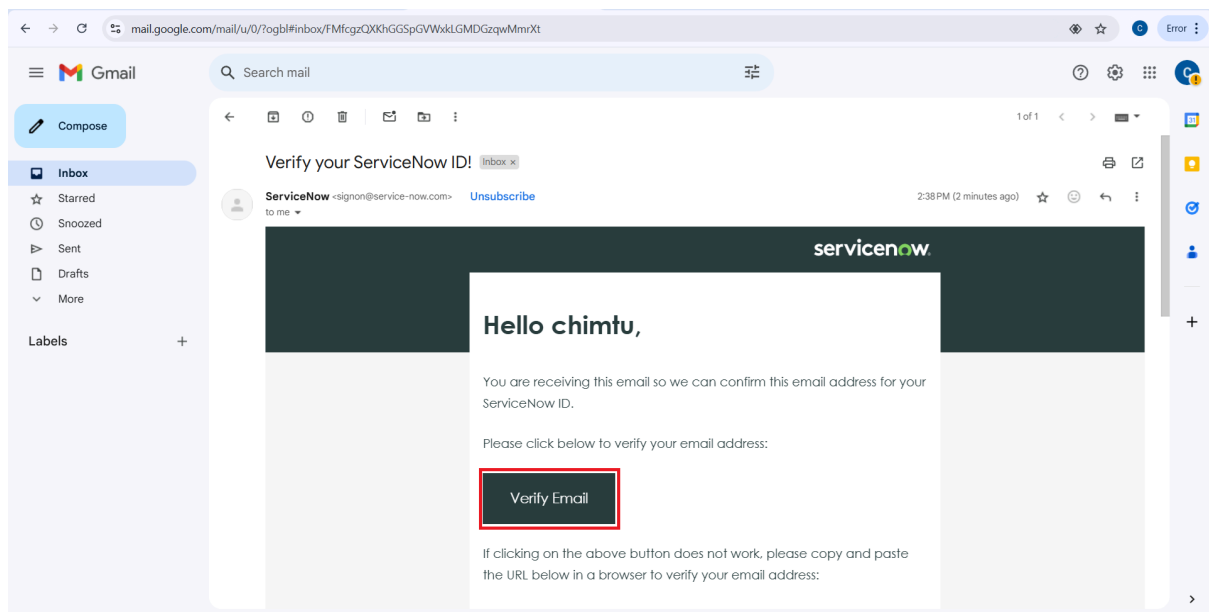 mail.google.com/mail/u/0/?ogbl#inbox/FMfcgzQXKhGGSpGVWxkLGMDGzqwMmrXt
C
Error
Gmail
Search mail
C
Compose
1 of 1
31
Verify your ServiceNow ID! Inbox ×
Inbox
Starred
Snoozed
Sent
Drafts
More
Labels
ServiceNow <signon@service-now.com> Unsubscribe
2:38 PM (2 minutes ago)
to me
servicenow.
Hello chimtu,
You are receiving this email so we can confirm this email address for your
ServiceNow ID.
Please click below to verify your email address:
Verify Email
If clicking on the above button does not work, please copy and paste
the URL below in a browser to verify your email address: